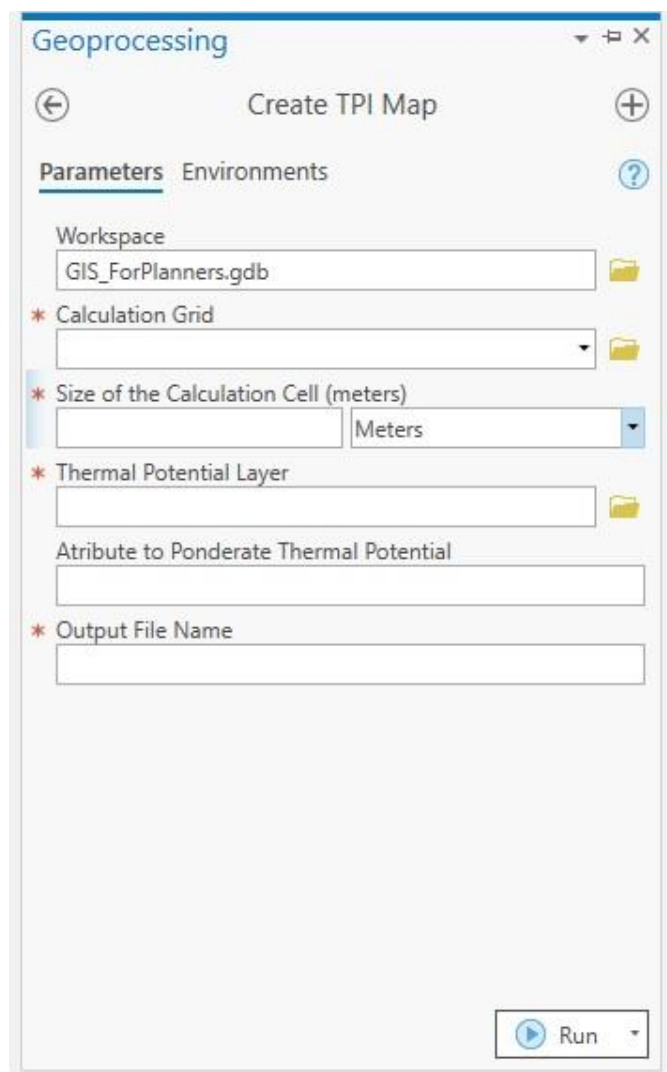 Geoprocessing
Create TPI Map
Parameters Environments
Workspace
GIS_ForPlanners.gdb
* Calculation Grid
* Size of the Calculation Cell (meters)
Meters
* Thermal Potential Layer
Atribute to Ponderate Thermal Potential
* Output File Name
Run